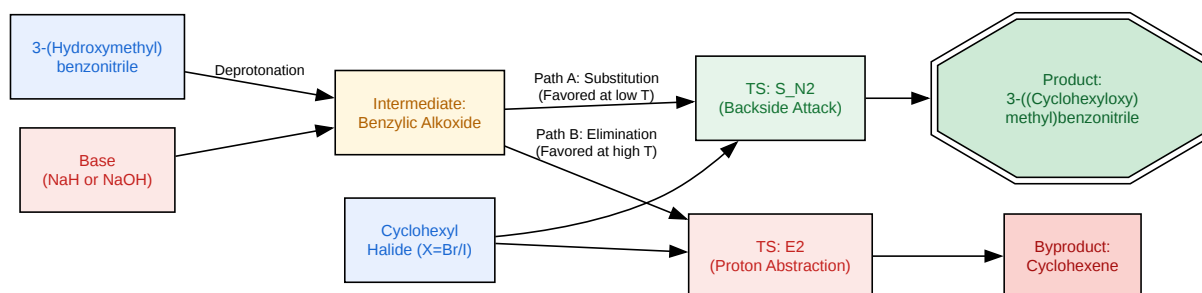 3-(Hydroxymethyl)
benzonitrile
Base
(NaH or NaOH)
Deprotonation
Intermediate:
Benzylic Alkoxide
Cyclohexyl
Halide (X=Br/I)
Path A: Substitution
(Favored at low T)
Path B: Elimination
(Favored at high T)
TS: S_N2
(Backside Attack)
TS: E2
(Proton Abstraction)
Product:
3-((Cyclohexyloxy)
methyl)benzonitrile
Byproduct:
Cyclohexene